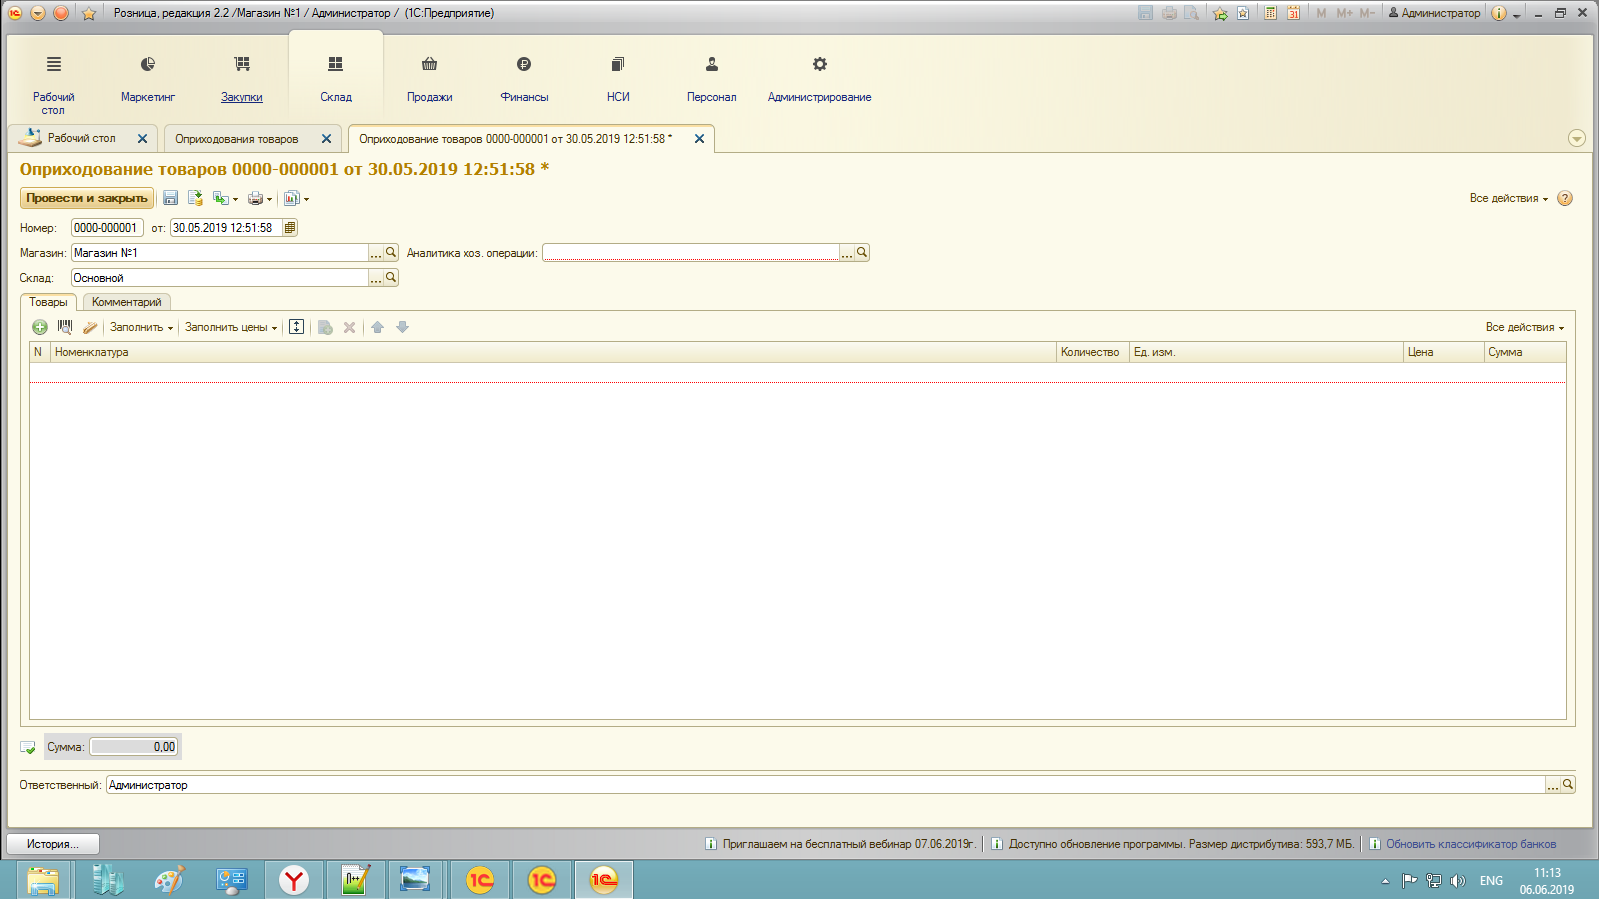 Розница, редакция 2.2 /Магазин №1 / Администратор / (1С:Предприятие)
M M+ M- Администратор
Рабочий стол
Маркетинг
Закупки
Склад
Продажи
Финансы
НСИ
Персонал
Администрирование
Рабочий стол
Оприходования товаров
Оприходование товаров 0000-000001 от 30.05.2019 12:51:58 *
Оприходование товаров 0000-000001 от 30.05.2019 12:51:58 *
Провести и закрыть
Все действия
Номер: 0000-000001 от: 30.05.2019 12:51:58
Магазин: Магазин №1 ... Аналитика хоз. операции: ...
Склад: Основной ...
Товары Комментарий
Заполнить Заполнить цены Все действия
N Номенклатура Количество Ед. изм. Цена Сумма
Сумма: 0,00
Ответственный: Администратор ...
История...
Приглашаем на бесплатный вебинар 07.06.2019г.
Доступно обновление программы. Размер дистрибутива: 593,7 МБ.
Обновить классификатор банков
ENG
11:13
06.06.2019